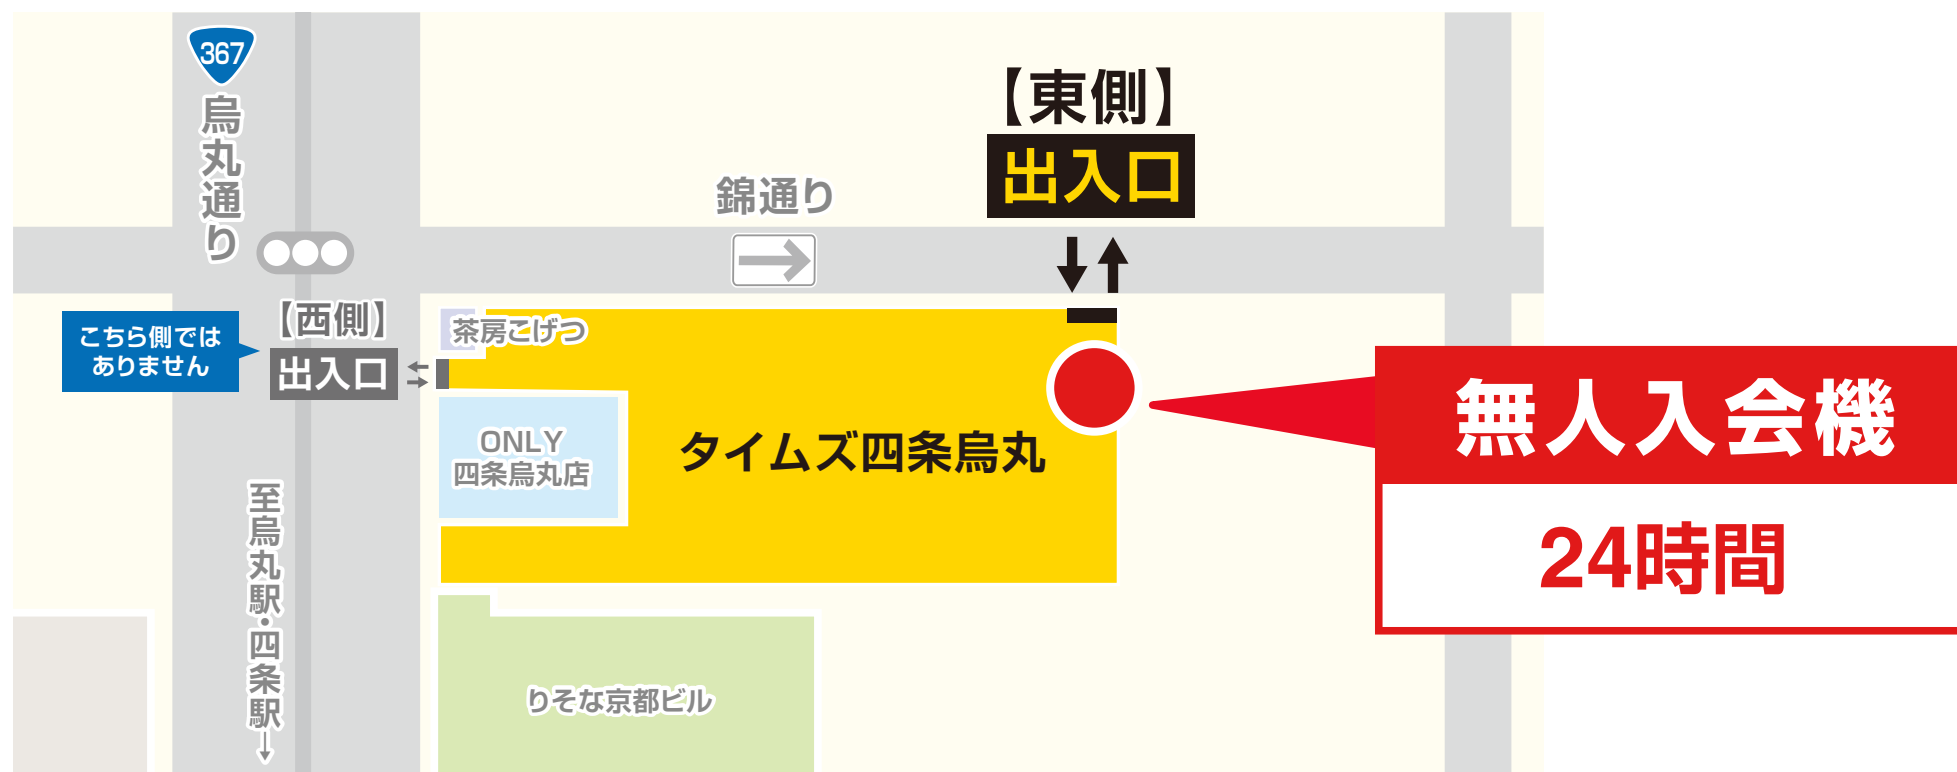 367
烏丸通り
【東側】
出入口
錦通り
【西側】
出入口
こちら側では
ありません
茶房こげつ
ONLY
四条烏丸店
タイムズ四条烏丸
無人入会機
24時間
至烏丸駅・四条駅
りそな京都ビル